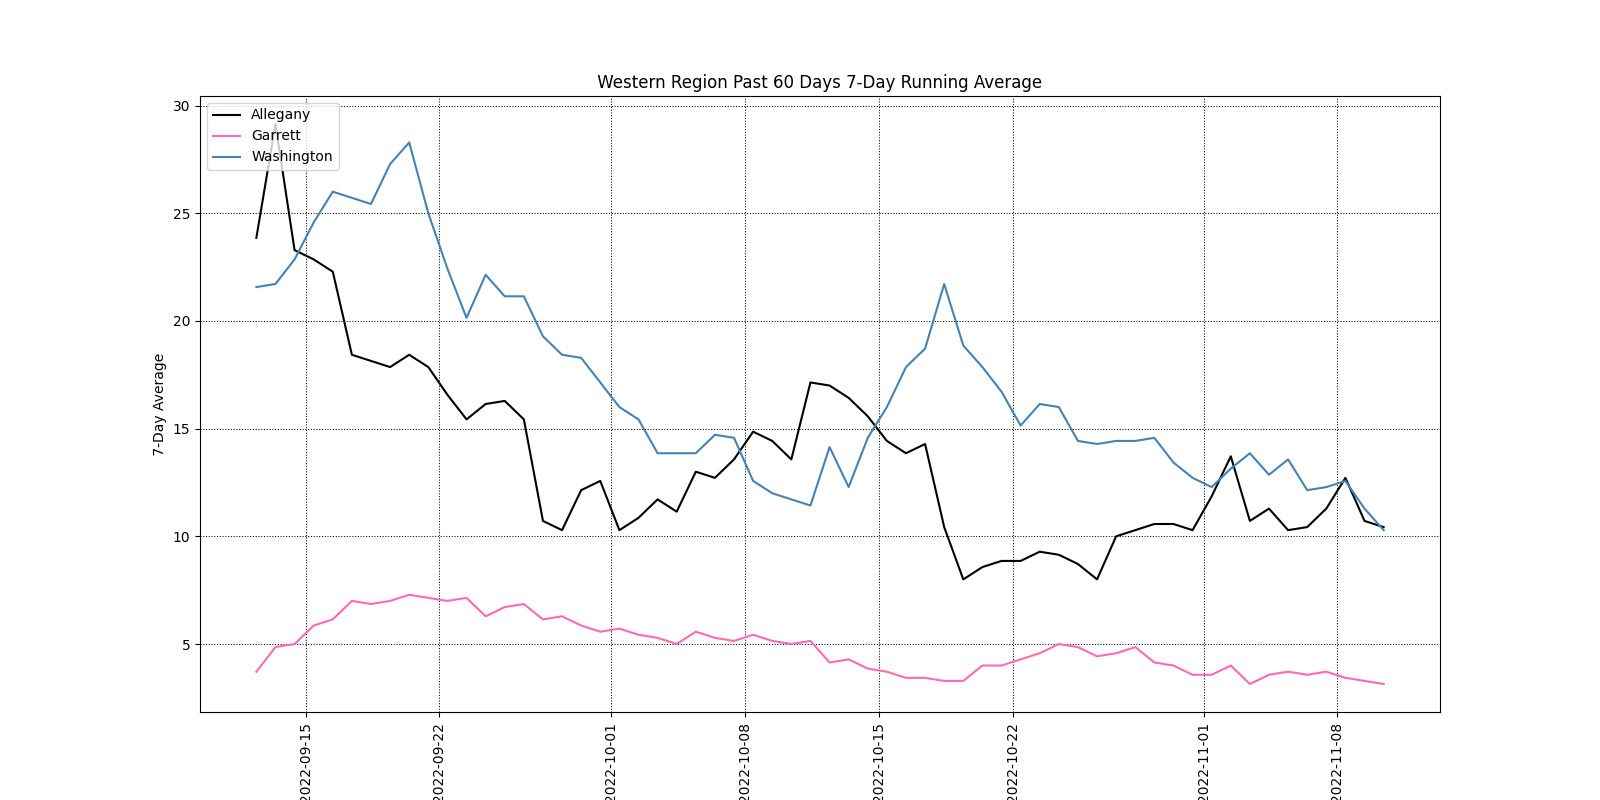 Western Region Past 60 Days 7-Day Running Average
Allegany
Garrett
Washington
7-Day Average
30
25
20
15
10
5
2022-09-15
2022-09-22
2022-10-01
2022-10-08
2022-10-15
2022-10-22
2022-11-01
2022-11-08